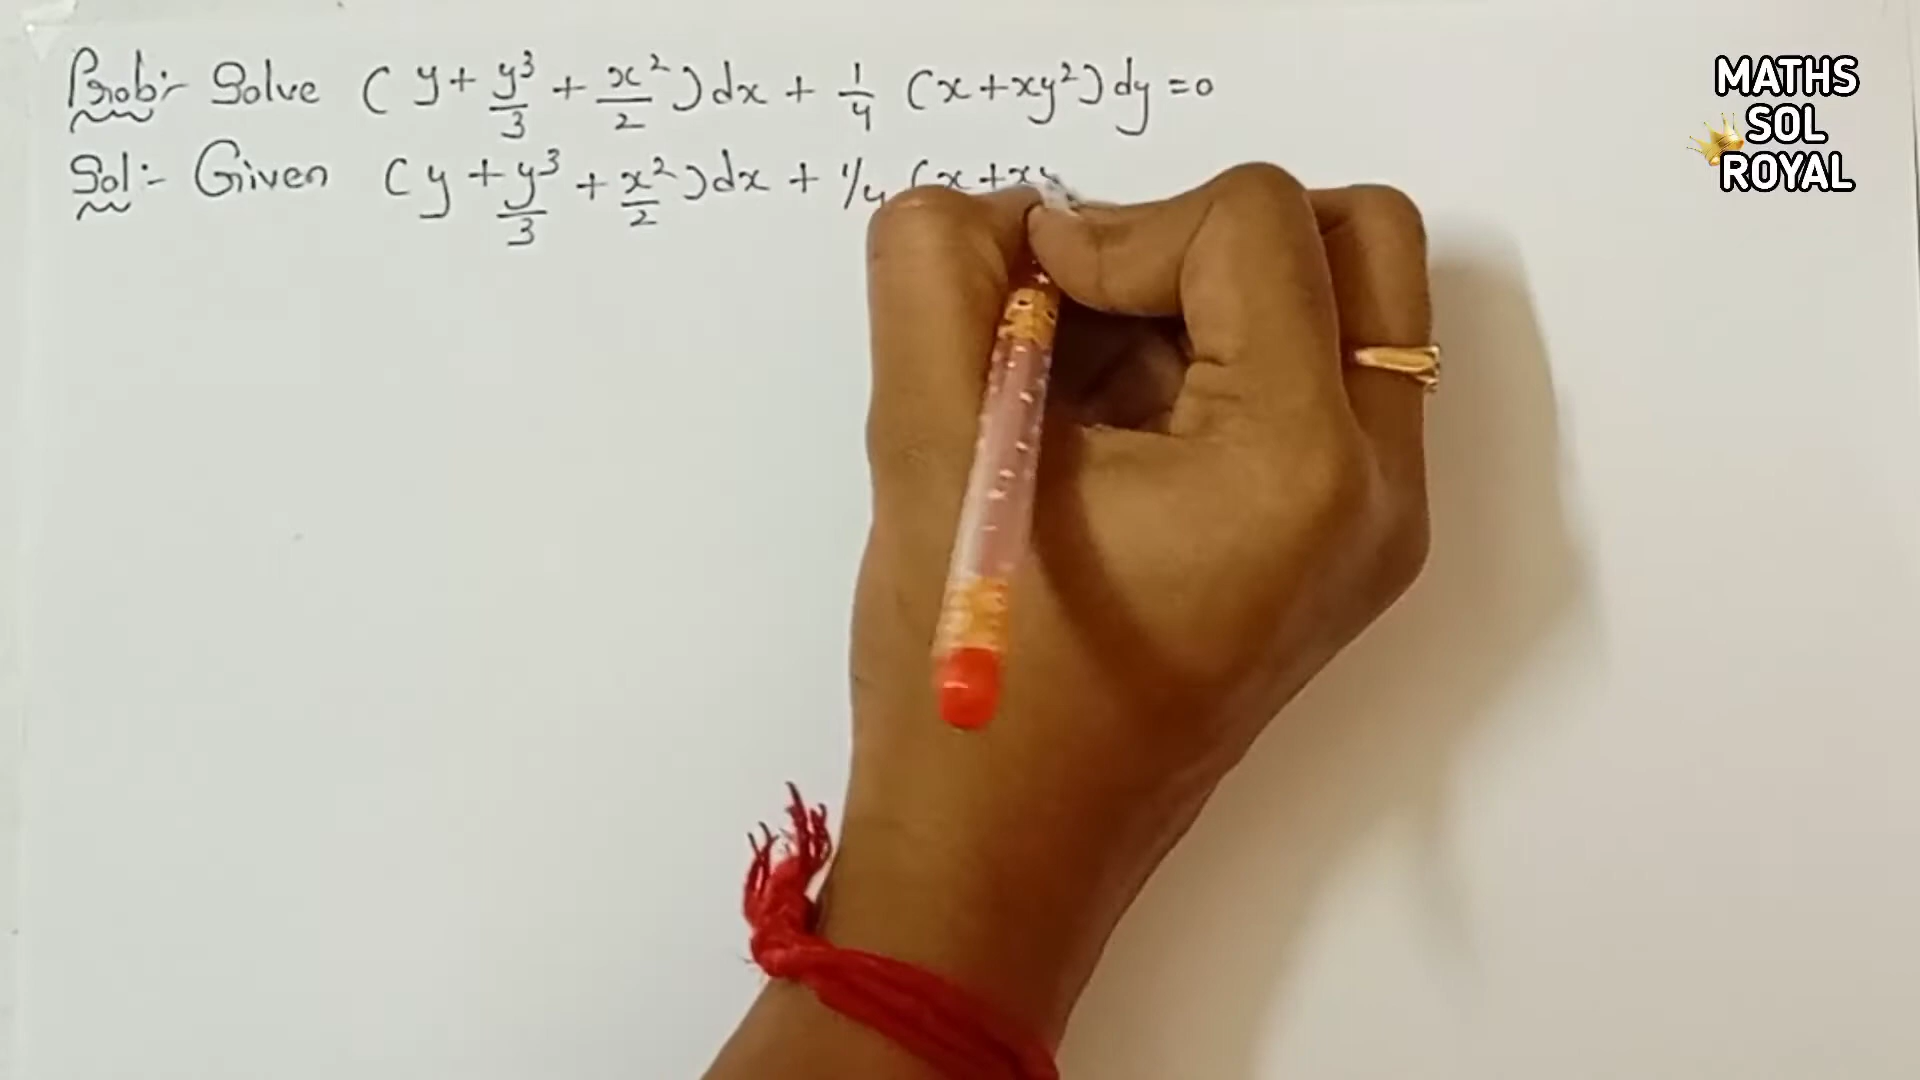 Prob:- Solve (y + y³/3 + x²/2) dx + 1/4 (x + xy²) dy = 0
Sol:- Given (y + y³/3 + x²/2) dx + 1/4 (x + xy
MATHS
SOL
ROYAL